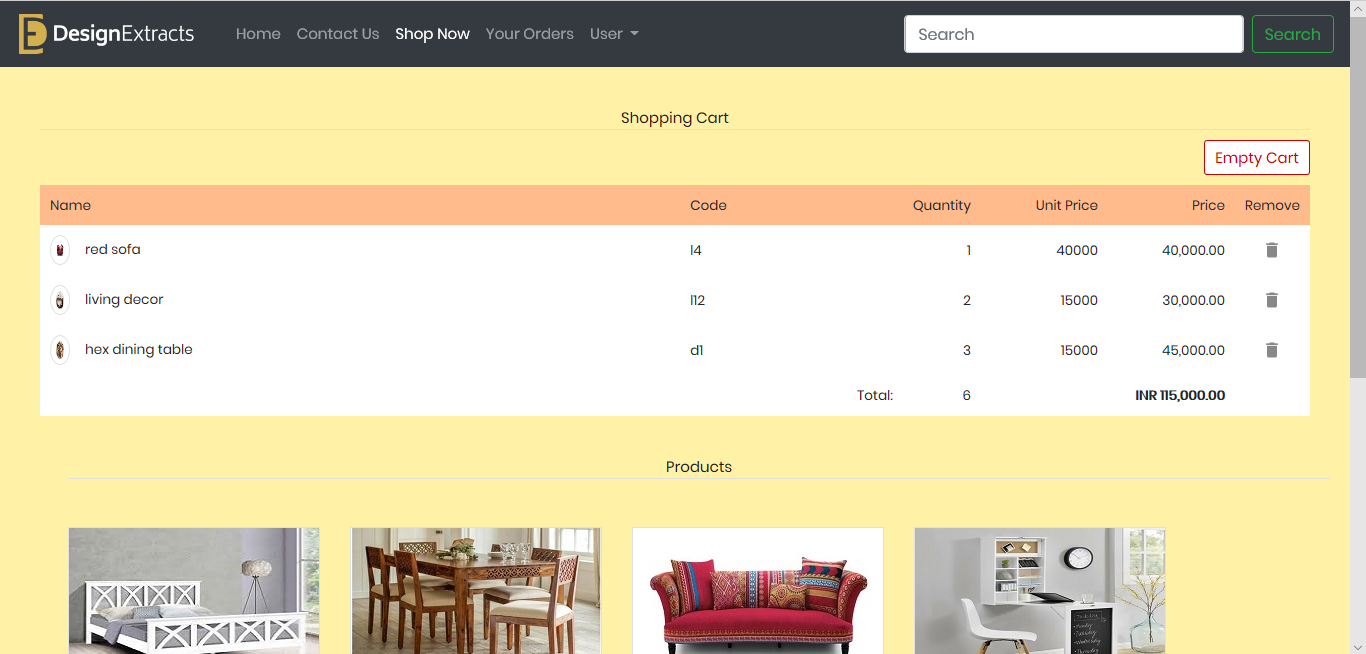 DesignExtracts Home Contact Us Shop Now Your Orders User Search Search
Shopping Cart
Empty Cart
Name Code Quantity Unit Price Price Remove
red sofa l4 1 40000 40,000.00
living decor l12 2 15000 30,000.00
hex dining table d1 3 15000 45,000.00
Total: 6 INR 115,000.00
Products